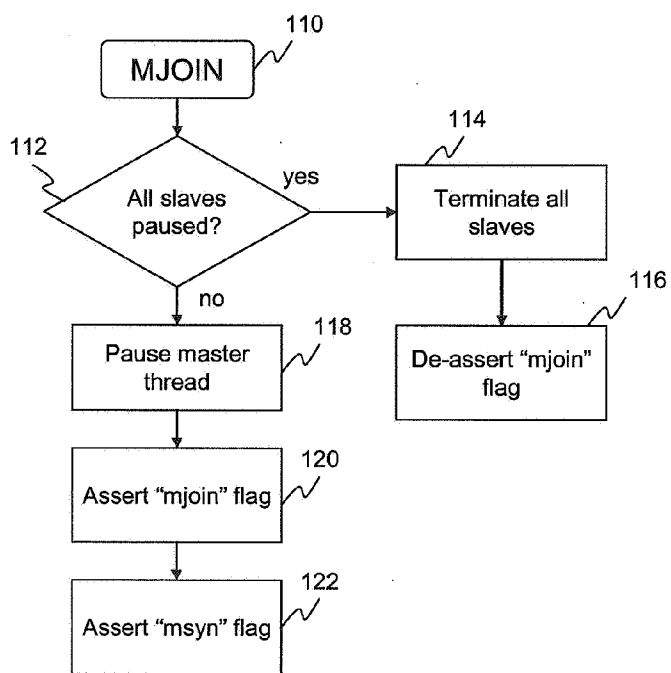 110
MJOIN
112
All slaves
paused?
yes
114
Terminate all
slaves
116
De-assert “mjoin”
flag
no
118
Pause master
thread
120
Assert “mjoin” flag
122
Assert “msyn” flag